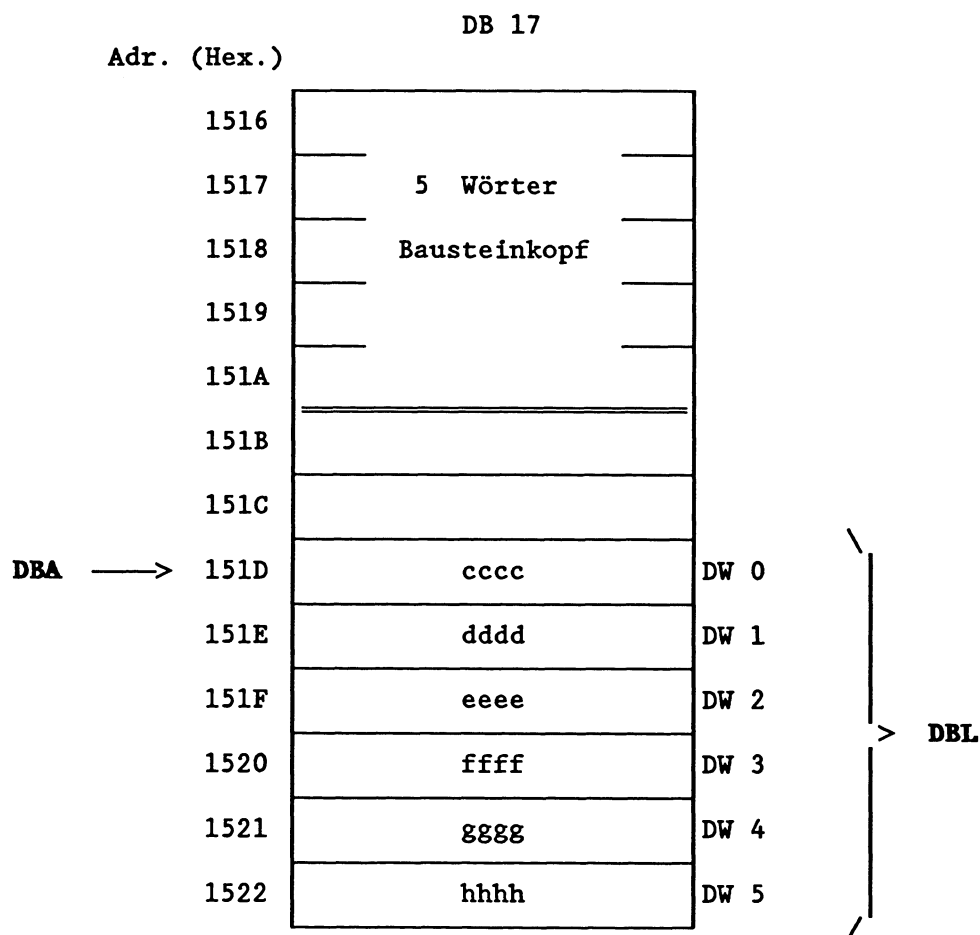 DB 17
Adr. (Hex.)
1516
1517 5 Wörter
1518 Bausteinkopf
1519
151A
151B
151C
DBA 151D cccc DW 0
151E dddd DW 1
151F eeee DW 2
> DBL
1520 ffff DW 3
1521 gggg DW 4
1522 hhhh DW 5